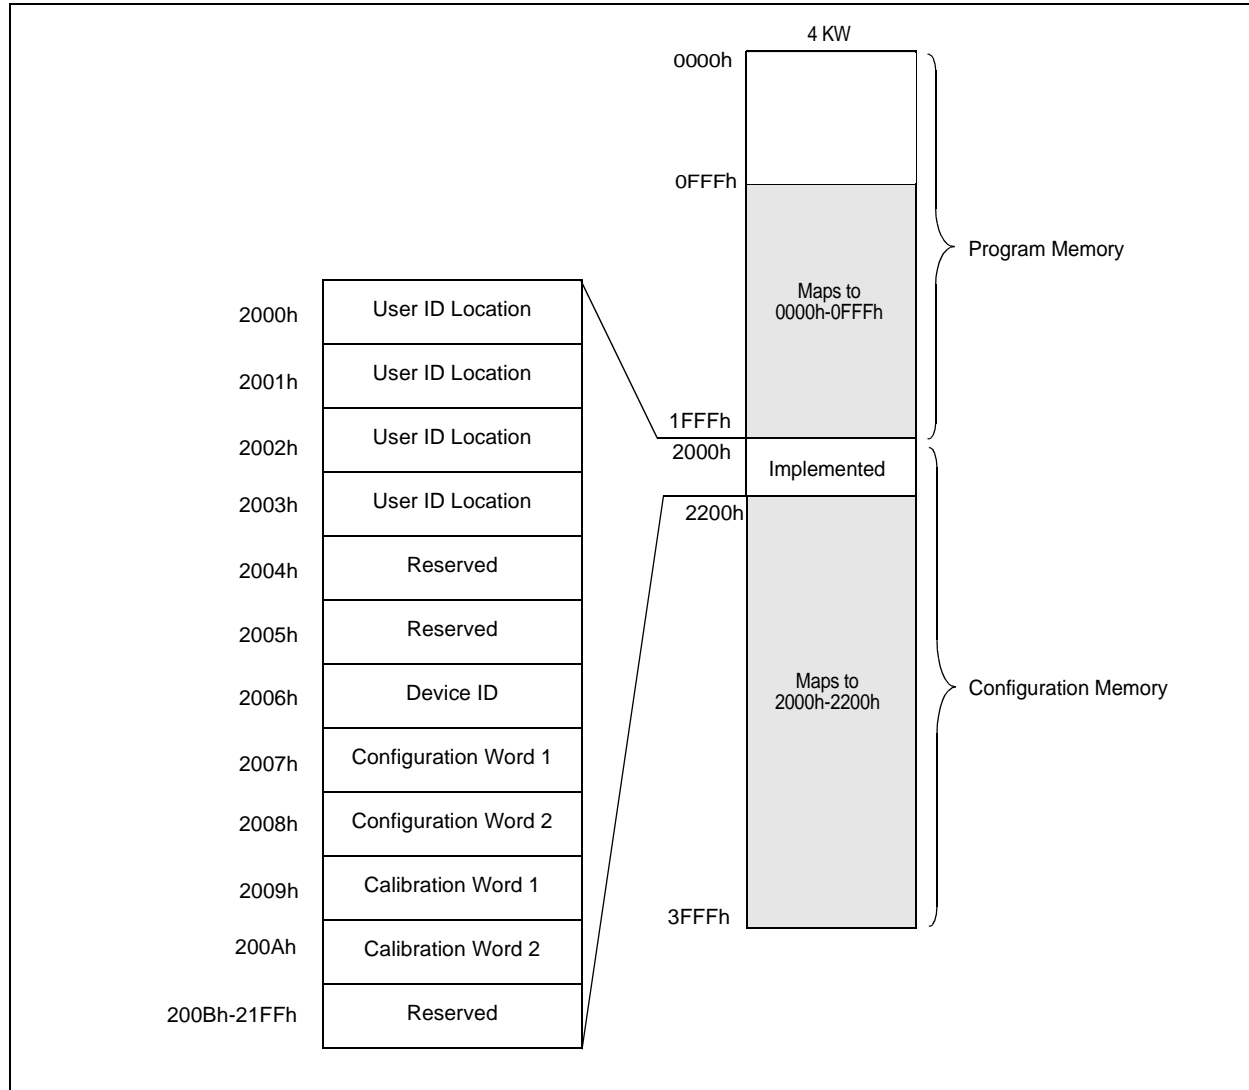 4 KW
0000h
0FFFh
Maps to
0000h-0FFFh
Program Memory
1FFFh
2000h
Implemented
2200h
Maps to
2000h-2200h
Configuration Memory
3FFFh
2000h User ID Location
2001h User ID Location
2002h User ID Location
2003h User ID Location
2004h Reserved
2005h Reserved
2006h Device ID
2007h Configuration Word 1
2008h Configuration Word 2
2009h Calibration Word 1
200Ah Calibration Word 2
200Bh-21FFh Reserved